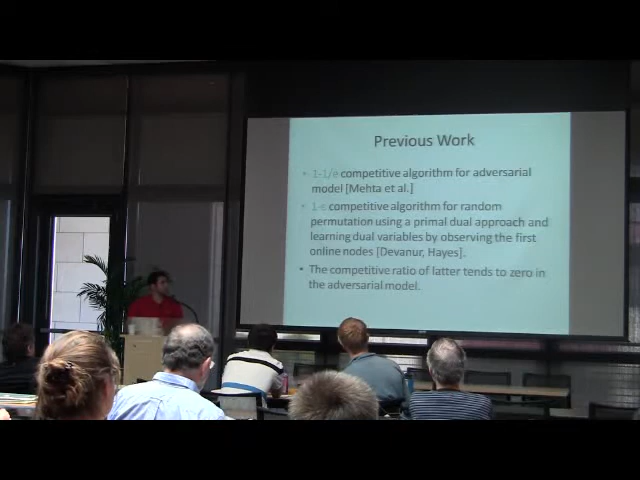 Previous Work
• 1-1/e competitive algorithm for adversarial
model [Mehta et al.]
• 1-ε competitive algorithm for random
permutation using a primal dual approach and
learning dual variables by observing the first
online nodes [Devanur, Hayes].
• The competitive ratio of latter tends to zero in
the adversarial model.